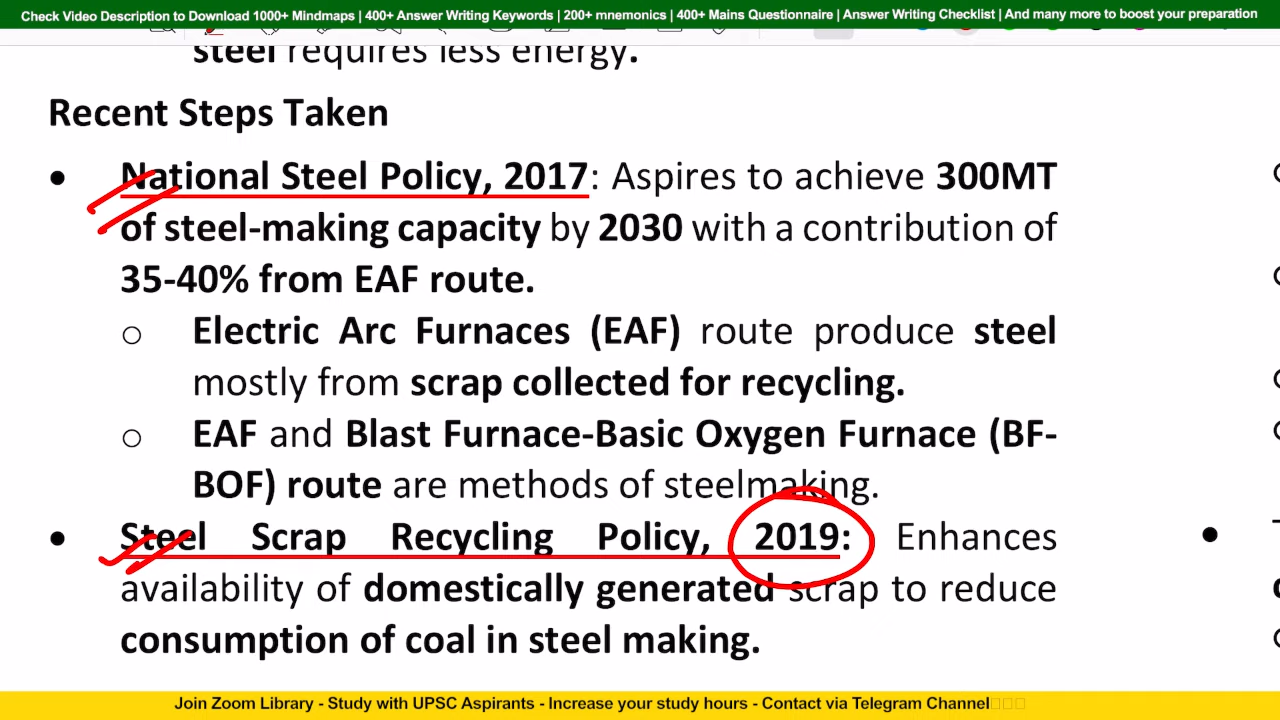 Check Video Description to Download 1000+ Mindmaps | 400+ Answer Writing Keywords | 200+ mnemonics | 400+ Mains Questionnaire | Answer Writing Checklist | And many more to boost your preparation
steel requires less energy.
Recent Steps Taken
• National Steel Policy, 2017: Aspires to achieve 300MT
of steel-making capacity by 2030 with a contribution of
35-40% from EAF route.
o Electric Arc Furnaces (EAF) route produce steel
mostly from scrap collected for recycling.
o EAF and Blast Furnace-Basic Oxygen Furnace (BF-
BOF) route are methods of steelmaking.
• Steel Scrap Recycling Policy, 2019: Enhances
availability of domestically generated scrap to reduce
consumption of coal in steel making.
Join Zoom Library - Study with UPSC Aspirants - Increase your study hours - Contact via Telegram Channel